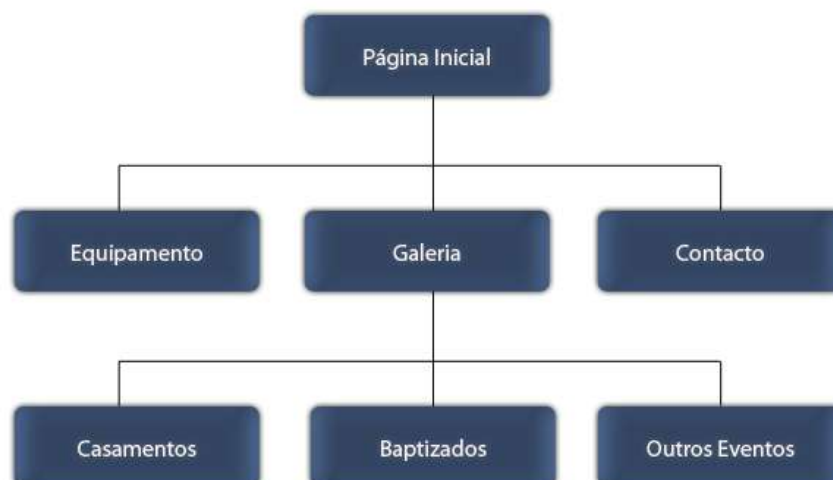 Página Inicial
Equipamento
Galeria
Contacto
Casamentos
Baptizados
Outros Eventos